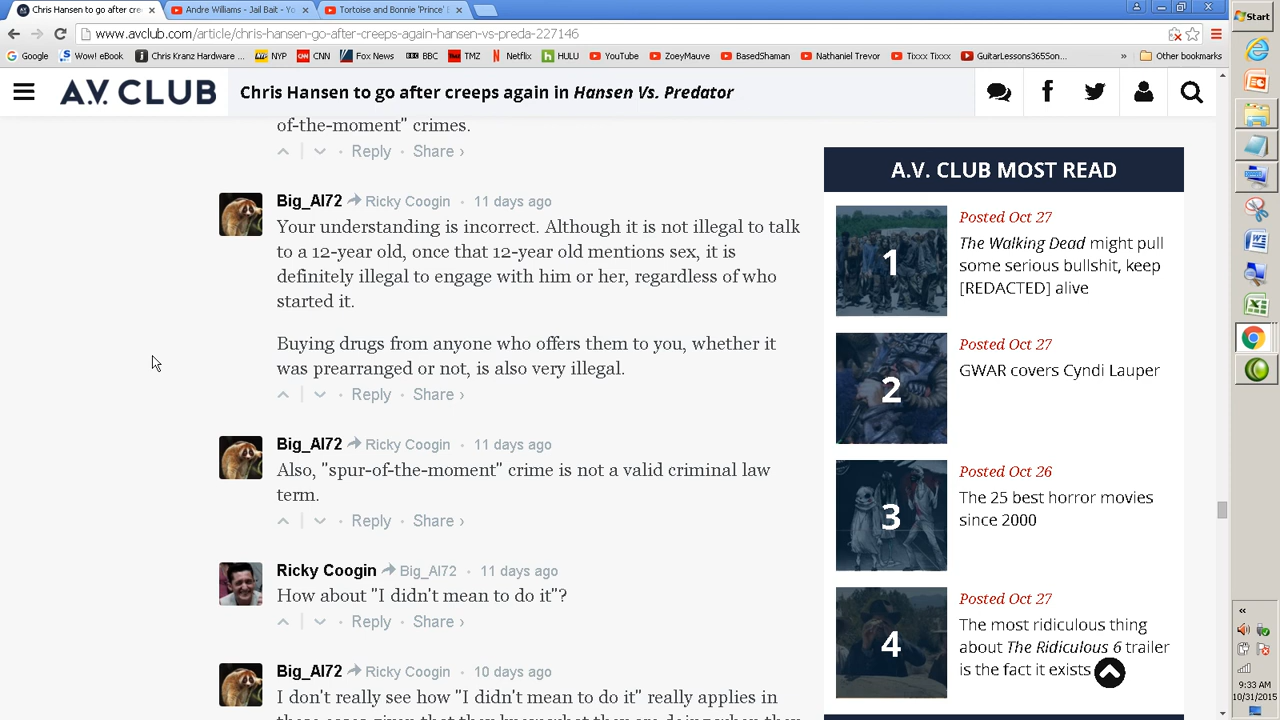 Chris Hansen to go after cree
Andre Williams - Jail Bait - Yo
Tortoise and Bonnie 'Prince' E
Start
www.avclub.com/article/chris-hansen-go-after-creeps-again-hansen-vs-pred-227146
Google
Wow! eBook
Chris Kranz Hardware ...
NYP
CNN
Fox News
BBC
TMZ
Netflix
HULU
YouTube
ZoeyMauve
BasedShaman
Nathaniel Trevor
Tixxx Tixxx
GuitarLessons365Son...
»
Other bookmarks
A.V. CLUB
Chris Hansen to go after creeps again in Hansen Vs. Predator
of-the-moment" crimes.
Reply • Share ›
Big_Al72 Ricky Coogin • 11 days ago
Your understanding is incorrect. Although it is not illegal to talk
to a 12-year old, once that 12-year old mentions sex, it is
definitely illegal to engage with him or her, regardless of who
started it.
Buying drugs from anyone who offers them to you, whether it
was prearranged or not, is also very illegal.
Reply • Share ›
Big_Al72 Ricky Coogin • 11 days ago
Also, "spur-of-the-moment" crime is not a valid criminal law
term.
Reply • Share ›
Ricky Coogin Big_Al72 • 11 days ago
How about "I didn't mean to do it"?
Reply • Share ›
Big_Al72 Ricky Coogin • 10 days ago
I don't really see how "I didn't mean to do it" really applies in
A.V. CLUB MOST READ
1
Posted Oct 27
The Walking Dead might pull
some serious bullshit, keep
[REDACTED] alive
2
Posted Oct 27
GWAR covers Cyndi Lauper
3
Posted Oct 26
The 25 best horror movies
since 2000
4
Posted Oct 27
The most ridiculous thing
about The Ridiculous 6 trailer
is the fact it exists
«
9:33 AM
10/31/2015